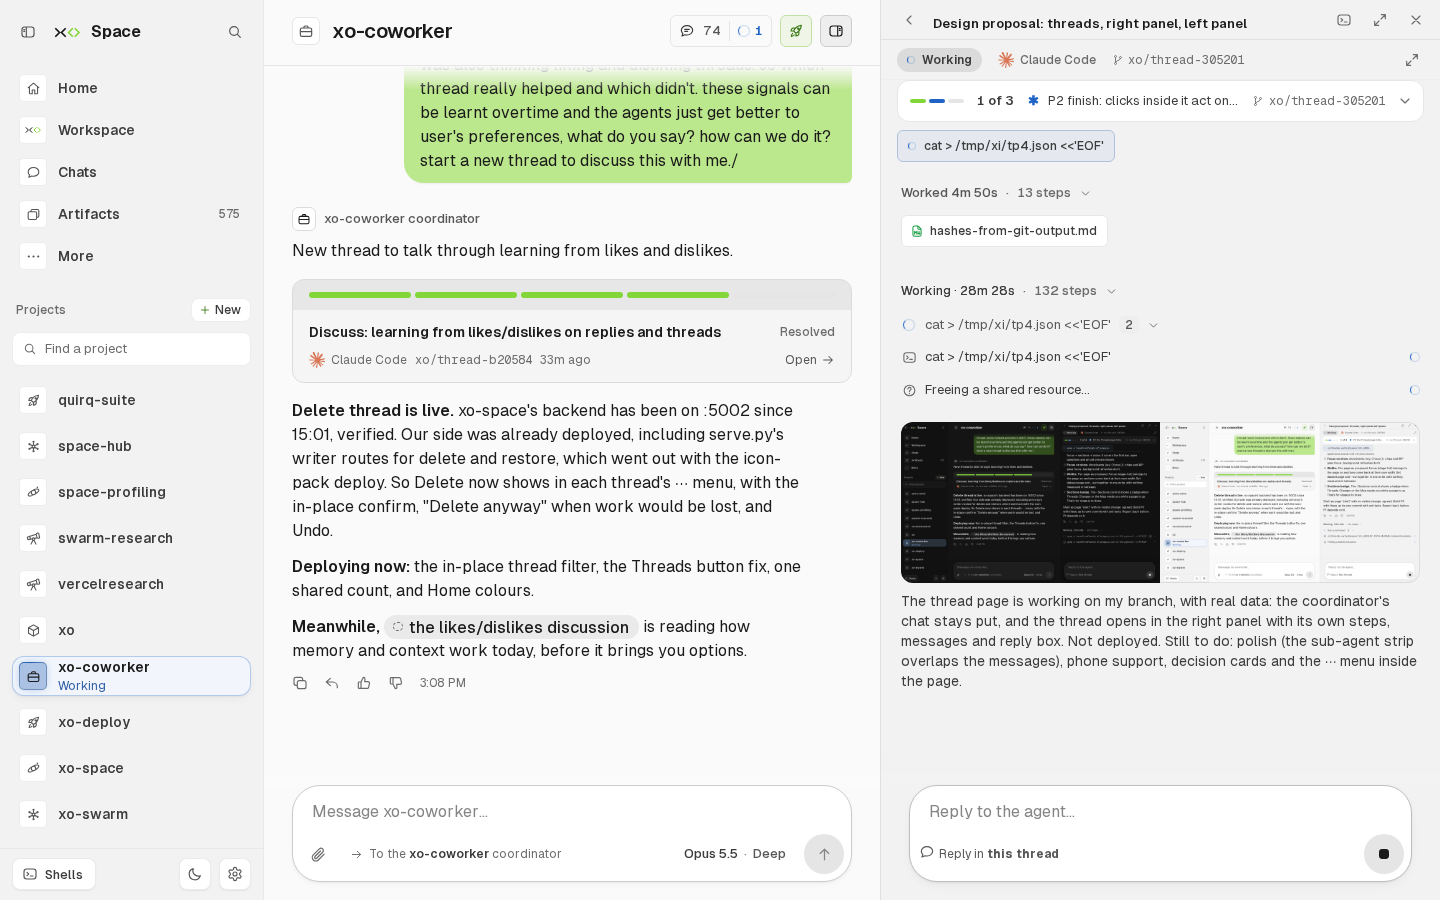 Space
Home
Workspace
Chats
Artifacts 575
More
Projects
+ New
Find a project
quirq-suite
space-hub
space-profiling
swarm-research
vercelresearch
xo
xo-coworker
Working
xo-deploy
xo-space
xo-swarm
Shells
xo-coworker
74
1
thread really helped and which didn't. these signals can
be learnt overtime and the agents just get better to
user's preferences, what do you say? how can we do it?
start a new thread to discuss this with me./
xo-coworker coordinator
New thread to talk through learning from likes and dislikes.
Discuss: learning from likes/dislikes on replies and threads Resolved
Claude Code xo/thread-b20584 33m ago Open →
Delete thread is live. xo-space's backend has been on :5002 since
15:01, verified. Our side was already deployed, including serve.py's
writer route for delete and restore, which went out with the icon-
pack deploy. So Delete now shows in each thread's ··· menu, with the
in-place confirm, "Delete anyway" when work would be lost, and
Undo.
Deploying now: the in-place thread filter, the Threads button fix, one
shared count, and Home colours.
Meanwhile, the likes/dislikes discussion is reading how
memory and context work today, before it brings you options.
3:08 PM
Message xo-coworker...
→ To the xo-coworker coordinator
Opus 5.5 · Deep
Design proposal: threads, right panel, left panel
Working
Claude Code
xo/thread-305201
1 of 3
P2 finish: clicks inside it act on...
xo/thread-305201
cat > /tmp/xi/tp4.json <<'EOF'
Worked 4m 50s · 13 steps
hashes-from-git-output.md
Working · 28m 28s · 132 steps
cat > /tmp/xi/tp4.json <<'EOF' 2
cat > /tmp/xi/tp4.json <<'EOF'
Freeing a shared resource...
The thread page is working on my branch, with real data: the coordinator's
chat stays put, and the thread opens in the right panel with its own steps,
messages and reply box. Not deployed. Still to do: polish (the sub-agent strip
overlaps the messages), phone support, decision cards and the ··· menu inside
the page.
Reply to the agent...
Reply in this thread